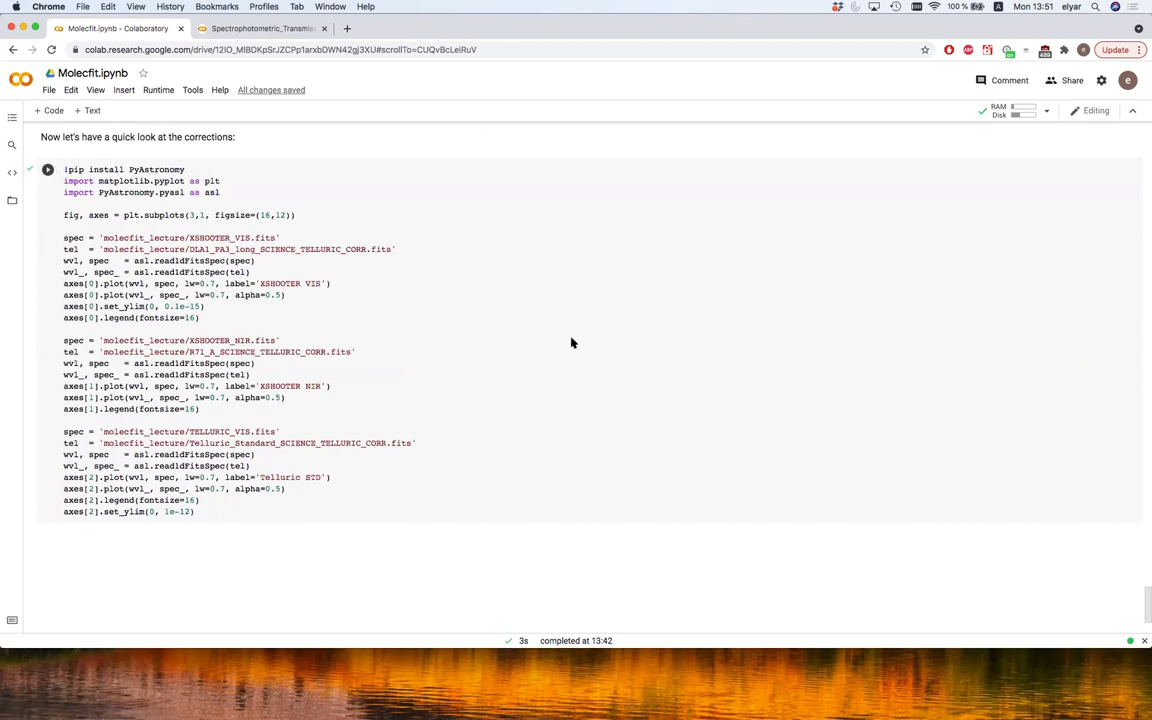 Chrome File Edit View History Bookmarks Profiles Tab Window Help 100 % A Mon 13:51 elyar
Molecfit.ipynb - Colaboratory Spectrophotometric_Transmis
colab.research.google.com/drive/12IO_MIBDKpSrJZCPp1arxbDWN42gj3XU#scrollTo=CUQvBcLeiRuV
ABP on 489 e Update
Molecfit.ipynb
File Edit View Insert Runtime Tools Help All changes saved
Comment Share e
+ Code + Text RAM Disk Editing
Now let's have a quick look at the corrections:
!pip install PyAstronomy
import matplotlib.pyplot as plt
import PyAstronomy.pyasl as asl
fig, axes = plt.subplots(3,1, figsize=(16,12))
spec = 'molecfit_lecture/XSHOOTER_VIS.fits'
tel = 'molecfit_lecture/DLA1_PA3_long_SCIENCE_TELLURIC_CORR.fits'
wvl, spec = asl.read1dFitsSpec(spec)
wvl_, spec_ = asl.read1dFitsSpec(tel)
axes[0].plot(wvl, spec, lw=0.7, label='XSHOOTER VIS')
axes[0].plot(wvl_, spec_, lw=0.7, alpha=0.5)
axes[0].set_ylim(0, 0.1e-15)
axes[0].legend(fontsize=16)
spec = 'molecfit_lecture/XSHOOTER_NIR.fits'
tel = 'molecfit_lecture/R71_A_SCIENCE_TELLURIC_CORR.fits'
wvl, spec = asl.read1dFitsSpec(spec)
wvl_, spec_ = asl.read1dFitsSpec(tel)
axes[1].plot(wvl, spec, lw=0.7, label='XSHOOTER NIR')
axes[1].plot(wvl_, spec_, lw=0.7, alpha=0.5)
axes[1].legend(fontsize=16)
spec = 'molecfit_lecture/TELLURIC_VIS.fits'
tel = 'molecfit_lecture/Telluric_Standard_SCIENCE_TELLURIC_CORR.fits'
wvl, spec = asl.read1dFitsSpec(spec)
wvl_, spec_ = asl.read1dFitsSpec(tel)
axes[2].plot(wvl, spec, lw=0.7, label='Telluric STD')
axes[2].plot(wvl_, spec_, lw=0.7, alpha=0.5)
axes[2].legend(fontsize=16)
axes[2].set_ylim(0, 1e-12)
3s completed at 13:42